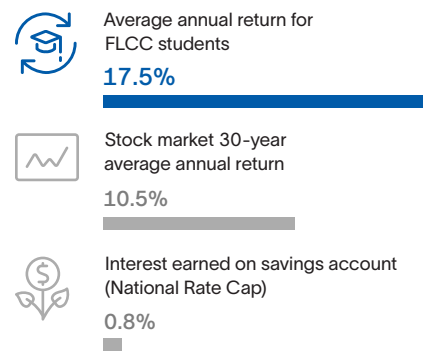 Average annual return for
FLCC students
17.5%
Stock market 30-year
average annual return
10.5%
Interest earned on savings account
(National Rate Cap)
$
0.8%